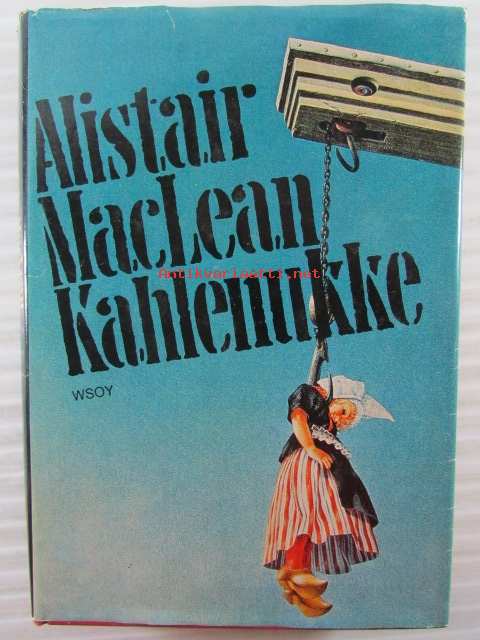 Alistair
MacLean
Antikvariaatti.net
Kahlenukke
WSOY